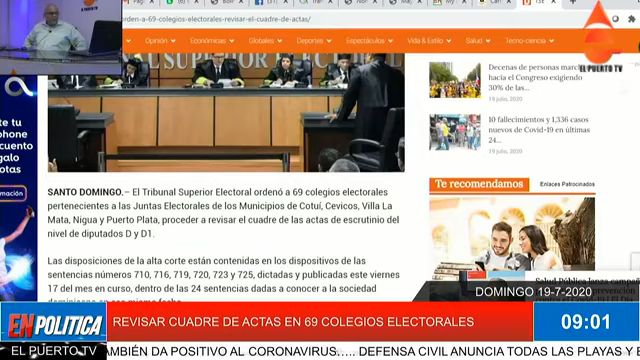 orden-a-69-colegios-electorales-revisar-el-cuadre-de-actas/
Opinión
Económicas
Globales
Deportes
Espectáculos
Vida & Estilo
Salud
Tecno-ciencia
EL PUERTO TV
AL SUPERIOR ELECTORAL
Decenas de personas
hacia el Congreso exigiendo
30% de las...
19 julio, 2020
10 fallecimientos y 1,336 casos
nuevos de Covid-19 en últimas
24...
19 julio, 2020
SANTO DOMINGO.– El Tribunal Superior Electoral ordenó a 69 colegios electorales
pertenecientes a las Juntas Electorales de los Municipios de Cotuí, Cevicos, Villa La
Mata, Nigua y Puerto Plata, proceder a revisar el cuadre de las actas de escrutinio del
nivel de diputados D y D1.
Las disposiciones de la alta corte están contenidas en los dispositivos de las
sentencias números 710, 716, 719, 720, 723 y 725, dictadas y publicadas este viernes
17 del mes en curso, dentro de las 24 sentencias dadas a conocer a la sociedad
Te recomendamos
Enlaces Patrocinados
Salud Pública lanza
DOMINGO 19-7-2020
EN POLITICA
REVISAR CUADRE DE ACTAS EN 69 COLEGIOS ELECTORALES
09:01
EL PUERTO TV
AMBIÉN DA POSITIVO AL CORONAVIRUS..... DEFENSA CIVIL ANUNCIA TODAS LAS PLAYAS Y